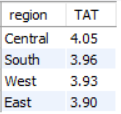 region TAT
Central 4.05
South 3.96
West 3.93
East 3.90